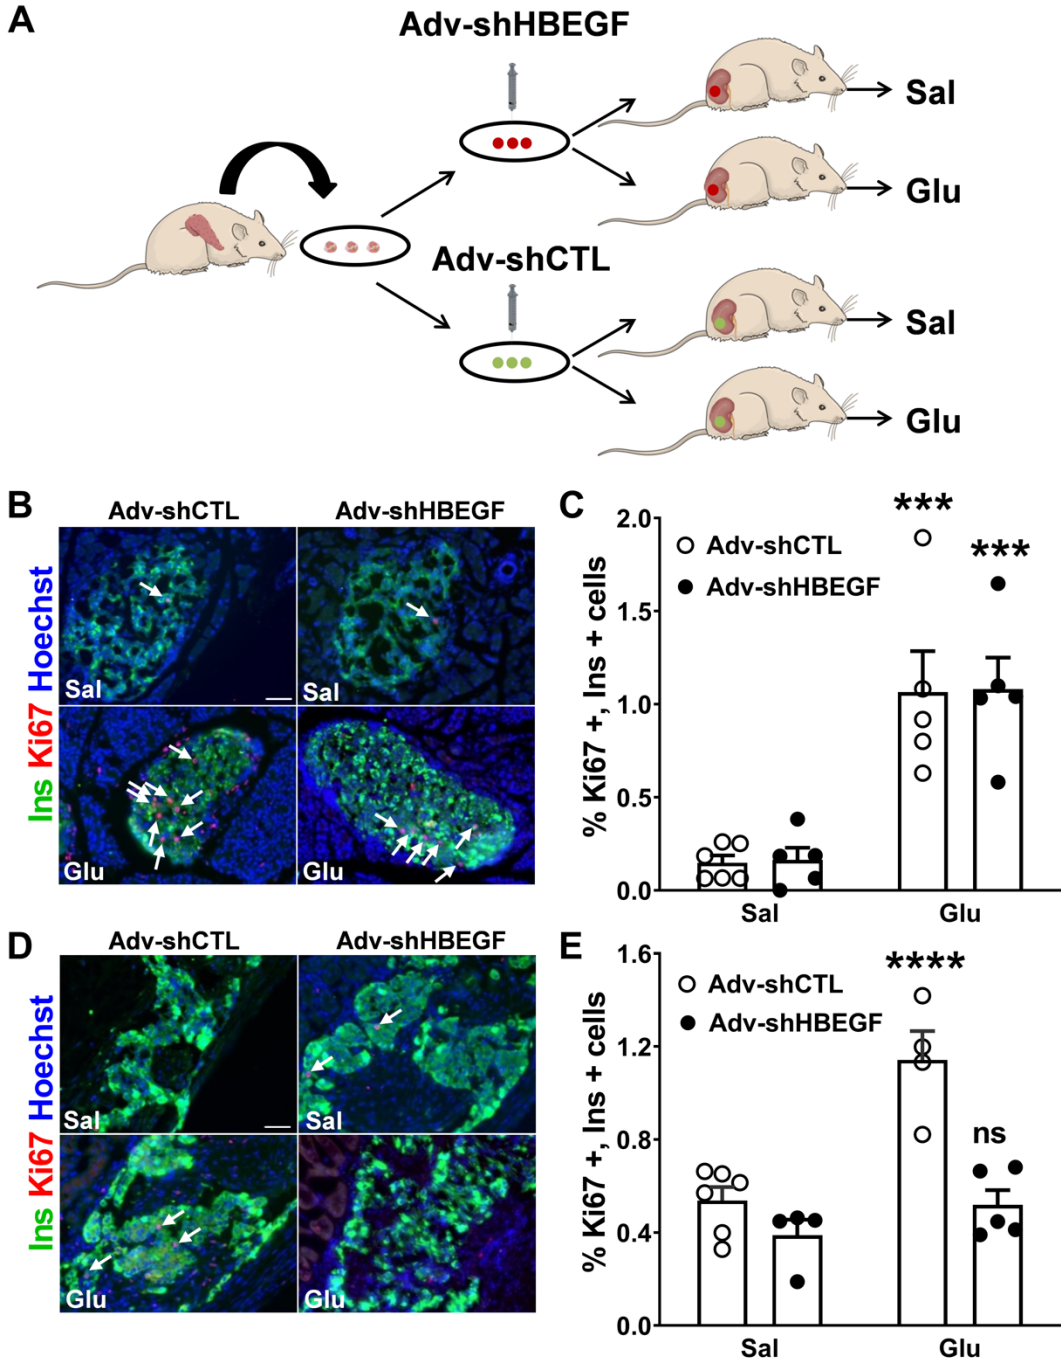 A
Adv-shHBEGF
Sal
Glu
Adv-shCTL
Sal
Glu
B
Adv-shCTL
Adv-shHBEGF
Ins Ki67 Hoechst
Sal
Sal
Glu
Glu
C
***
***
Adv-shCTL
Adv-shHBEGF
% Ki67 +, Ins + cells
2.0
1.5
1.0
0.5
0.0
Sal
Glu
D
Adv-shCTL
Adv-shHBEGF
Ins Ki67 Hoechst
Sal
Sal
Glu
Glu
E
****
Adv-shCTL
Adv-shHBEGF
ns
% Ki67 +, Ins + cells
1.6
1.2
0.8
0.4
0.0
Sal
Glu